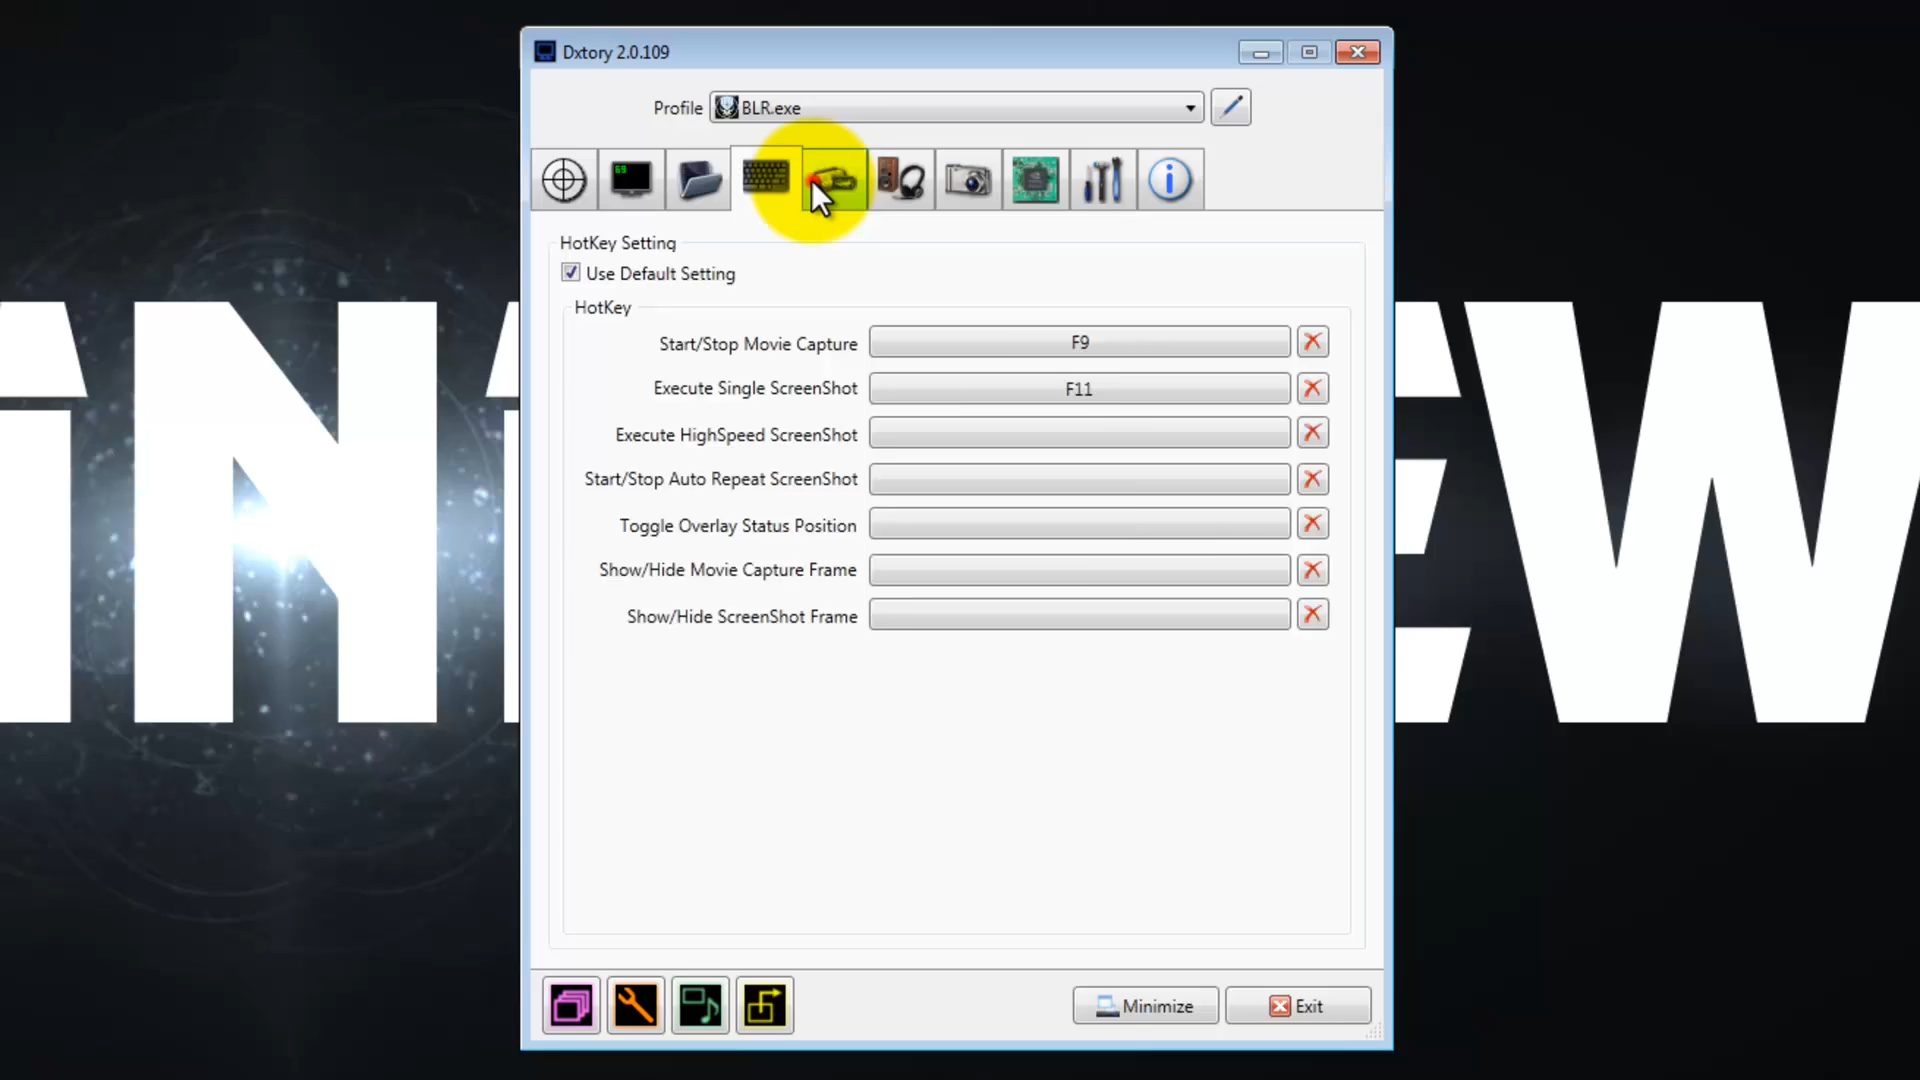 Dxtory 2.0.109
Profile BLR.exe
69
HotKey Setting
Use Default Setting
HotKey
Start/Stop Movie Capture F9
Execute Single ScreenShot F11
Execute HighSpeed ScreenShot
Start/Stop Auto Repeat ScreenShot
Toggle Overlay Status Position
Show/Hide Movie Capture Frame
Show/Hide ScreenShot Frame
Minimize Exit